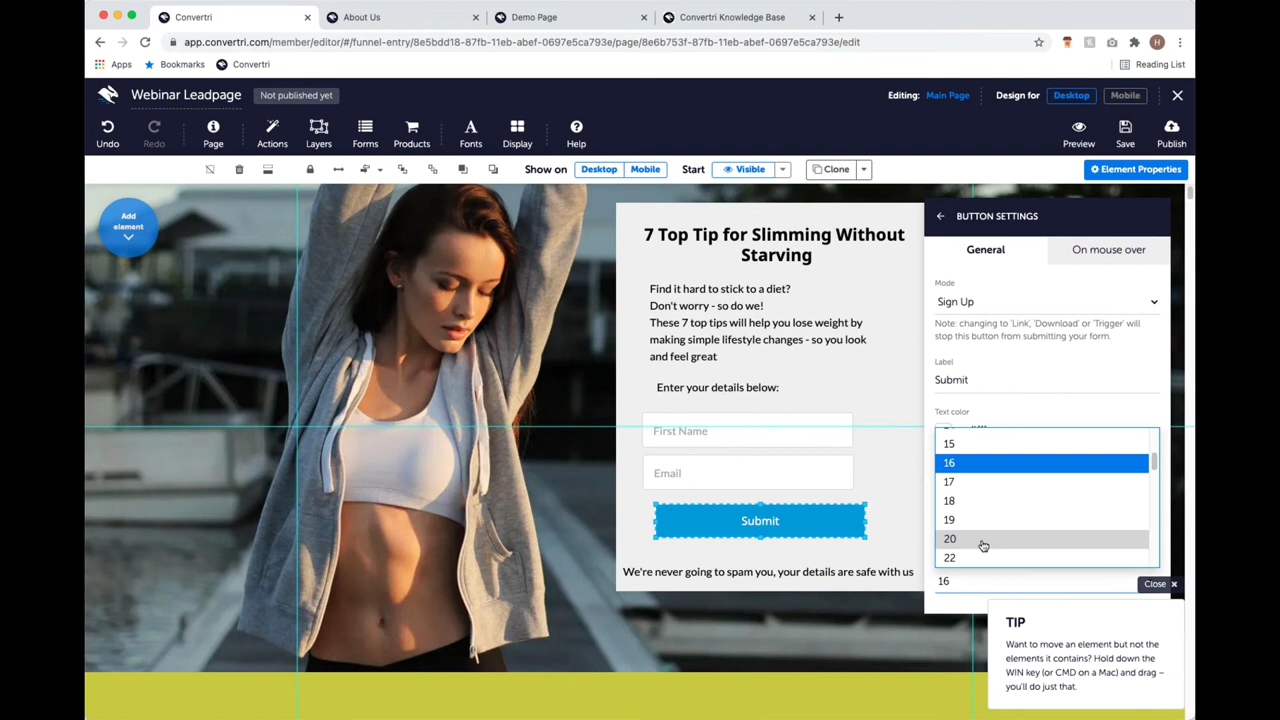 Convertri
About Us
Demo Page
Convertri Knowledge Base
app.convertri.com/member/editor/#/funnel-entry/8e5bdd18-87fb-11eb-abef-0697e5ca793e/page/8e6b753f-87fb-11eb-abef-0697e5ca793e/edit
H
Apps
Bookmarks
Convertri
Reading List
Webinar Leadpage
Not published yet
Editing: Main Page
Design for
Desktop
Mobile
Undo
Redo
Page
Actions
Layers
Forms
Products
Fonts
Display
Help
Preview
Save
Publish
Show on
Desktop
Mobile
Start
Visible
Clone
Element Properties
Add
element
7 Top Tip for Slimming Without
Starving
Find it hard to stick to a diet?
Don't worry - so do we!
These 7 top tips will help you lose weight by
making simple lifestyle changes - so you look
and feel great
Enter your details below:
First Name
Email
Submit
We're never going to spam you, your details are safe with us
BUTTON SETTINGS
General
On mouse over
Mode
Sign Up
Note: changing to 'Link', 'Download' or 'Trigger' will
stop this button from submitting your form.
Label
Submit
Text color
15
16
17
18
19
20
22
16
Close
TIP
Want to move an element but not the
elements it contains? Hold down the
WIN key (or CMD on a Mac) and drag –
you'll do just that.